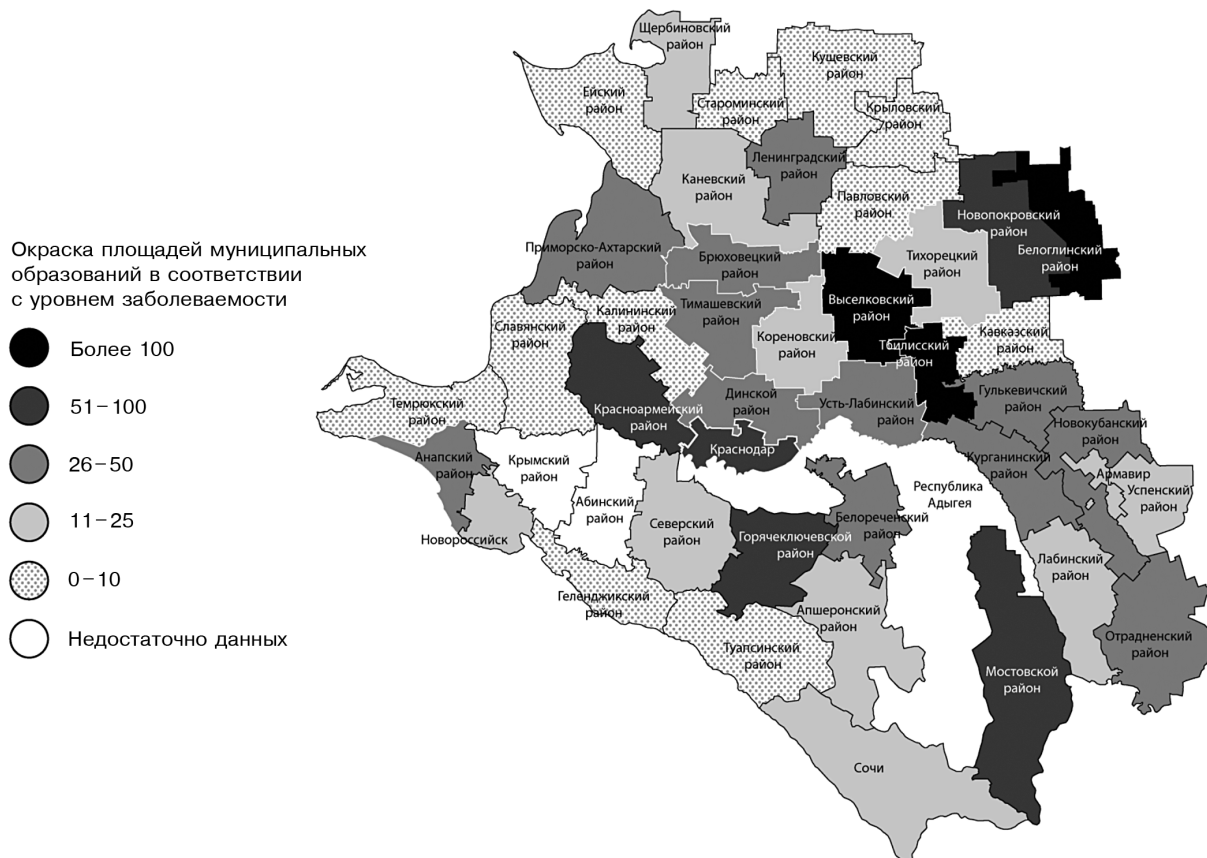 Окраска площадей муниципальных
образований в соответствии
с уровнем заболеваемости
Более 100
51–100
26–50
11–25
0–10
Недостаточно данных
Щербиновский
район
Ейский
район
Староминский
район
Кущевский
район
Крыловский
район
Каневский
район
Ленинградский
район
Павловский
район
Новопокровский
район
Белоглинский
район
Приморско-Ахтарский
район
Брюховецкий
район
Тихорецкий
район
Выселковский
район
Тимашевский
район
Калининский
район
Славянский
район
Кореновский
район
Тбилисский
район
Кавказский
район
Темрюкский
район
Красноармейский
район
Динской
район
Усть-Лабинский
район
Гулькевичский
район
Новокубанский
район
Краснодар
Анапский
район
Крымский
район
Абинский
район
Северский
район
Новороссийск
Горячеключевской
район
Белореченский
район
Республика
Адыгея
Курганинский
район
Армавир
Успенский
район
Лабинский
район
Геленджикский
район
Туапсинский
район
Апшеронский
район
Мостовской
район
Отрадненский
район
Сочи